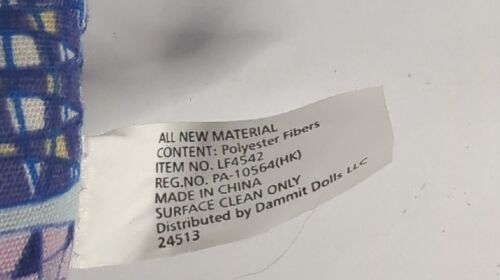 ALL NEW MATERIAL
CONTENT: Polyester Fibers
ITEM NO. LF4542
REG.NO. PA-10564(HK)
MADE IN CHINA
SURFACE CLEAN ONLY
Distributed by Dammit Dolls LLC
24513